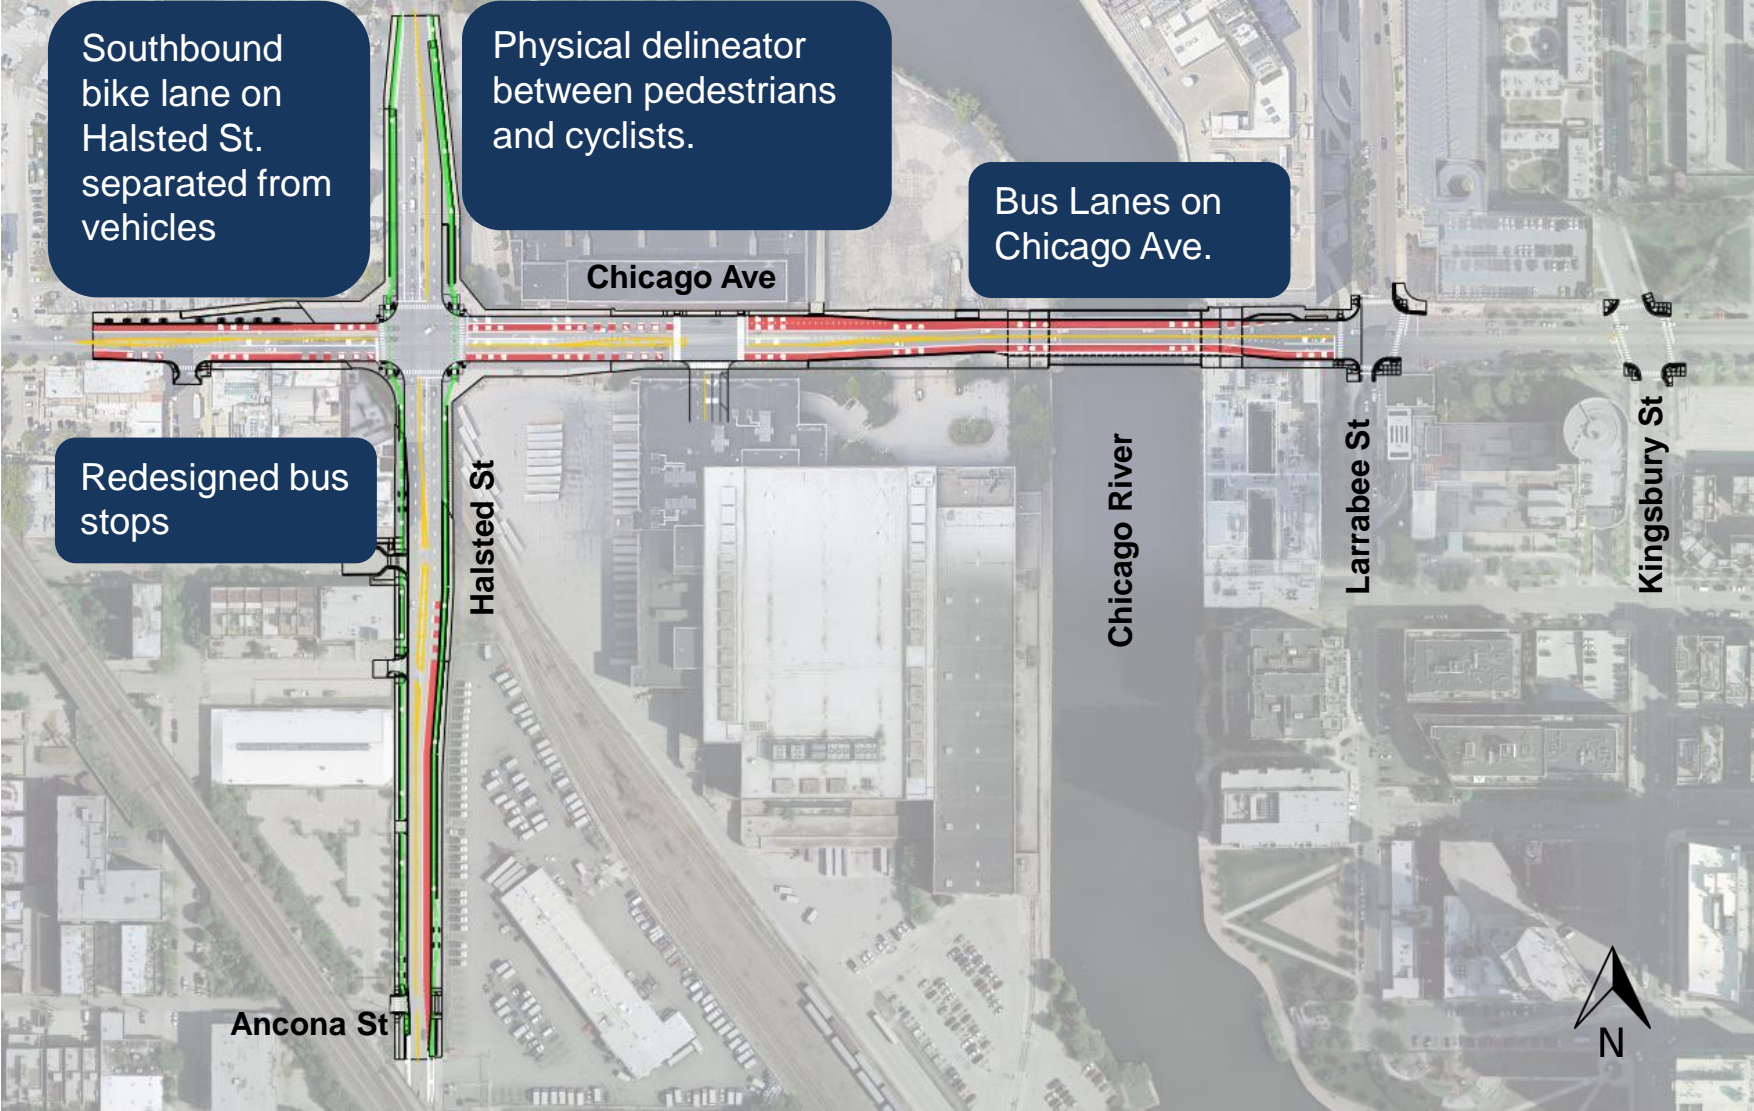 Southbound
bike lane on
Halsted St.
separated from
vehicles
Physical delineator
between pedestrians
and cyclists.
Bus Lanes on
Chicago Ave.
Chicago Ave
Redesigned bus
stops
Halsted St
Chicago River
Larrabee St
Kingsbury St
Ancona St
N